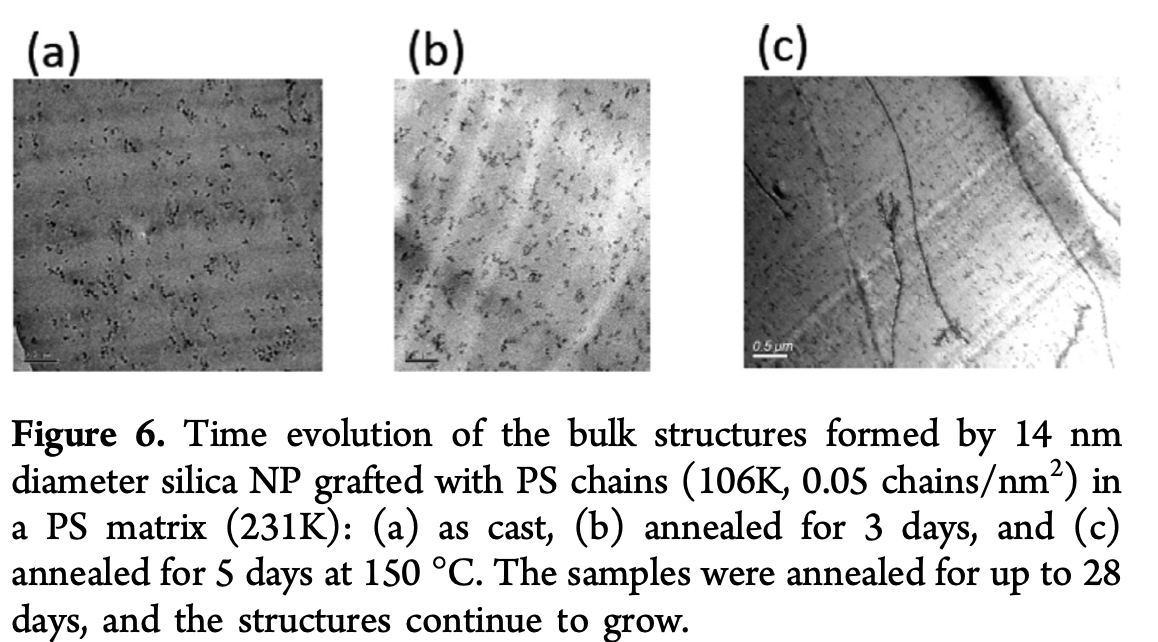 (a) (b) (c)
0.5 µm
Figure 6. Time evolution of the bulk structures formed by 14 nm
diameter silica NP grafted with PS chains (106K, 0.05 chains/nm²) in
a PS matrix (231K): (a) as cast, (b) annealed for 3 days, and (c)
annealed for 5 days at 150 °C. The samples were annealed for up to 28
days, and the structures continue to grow.